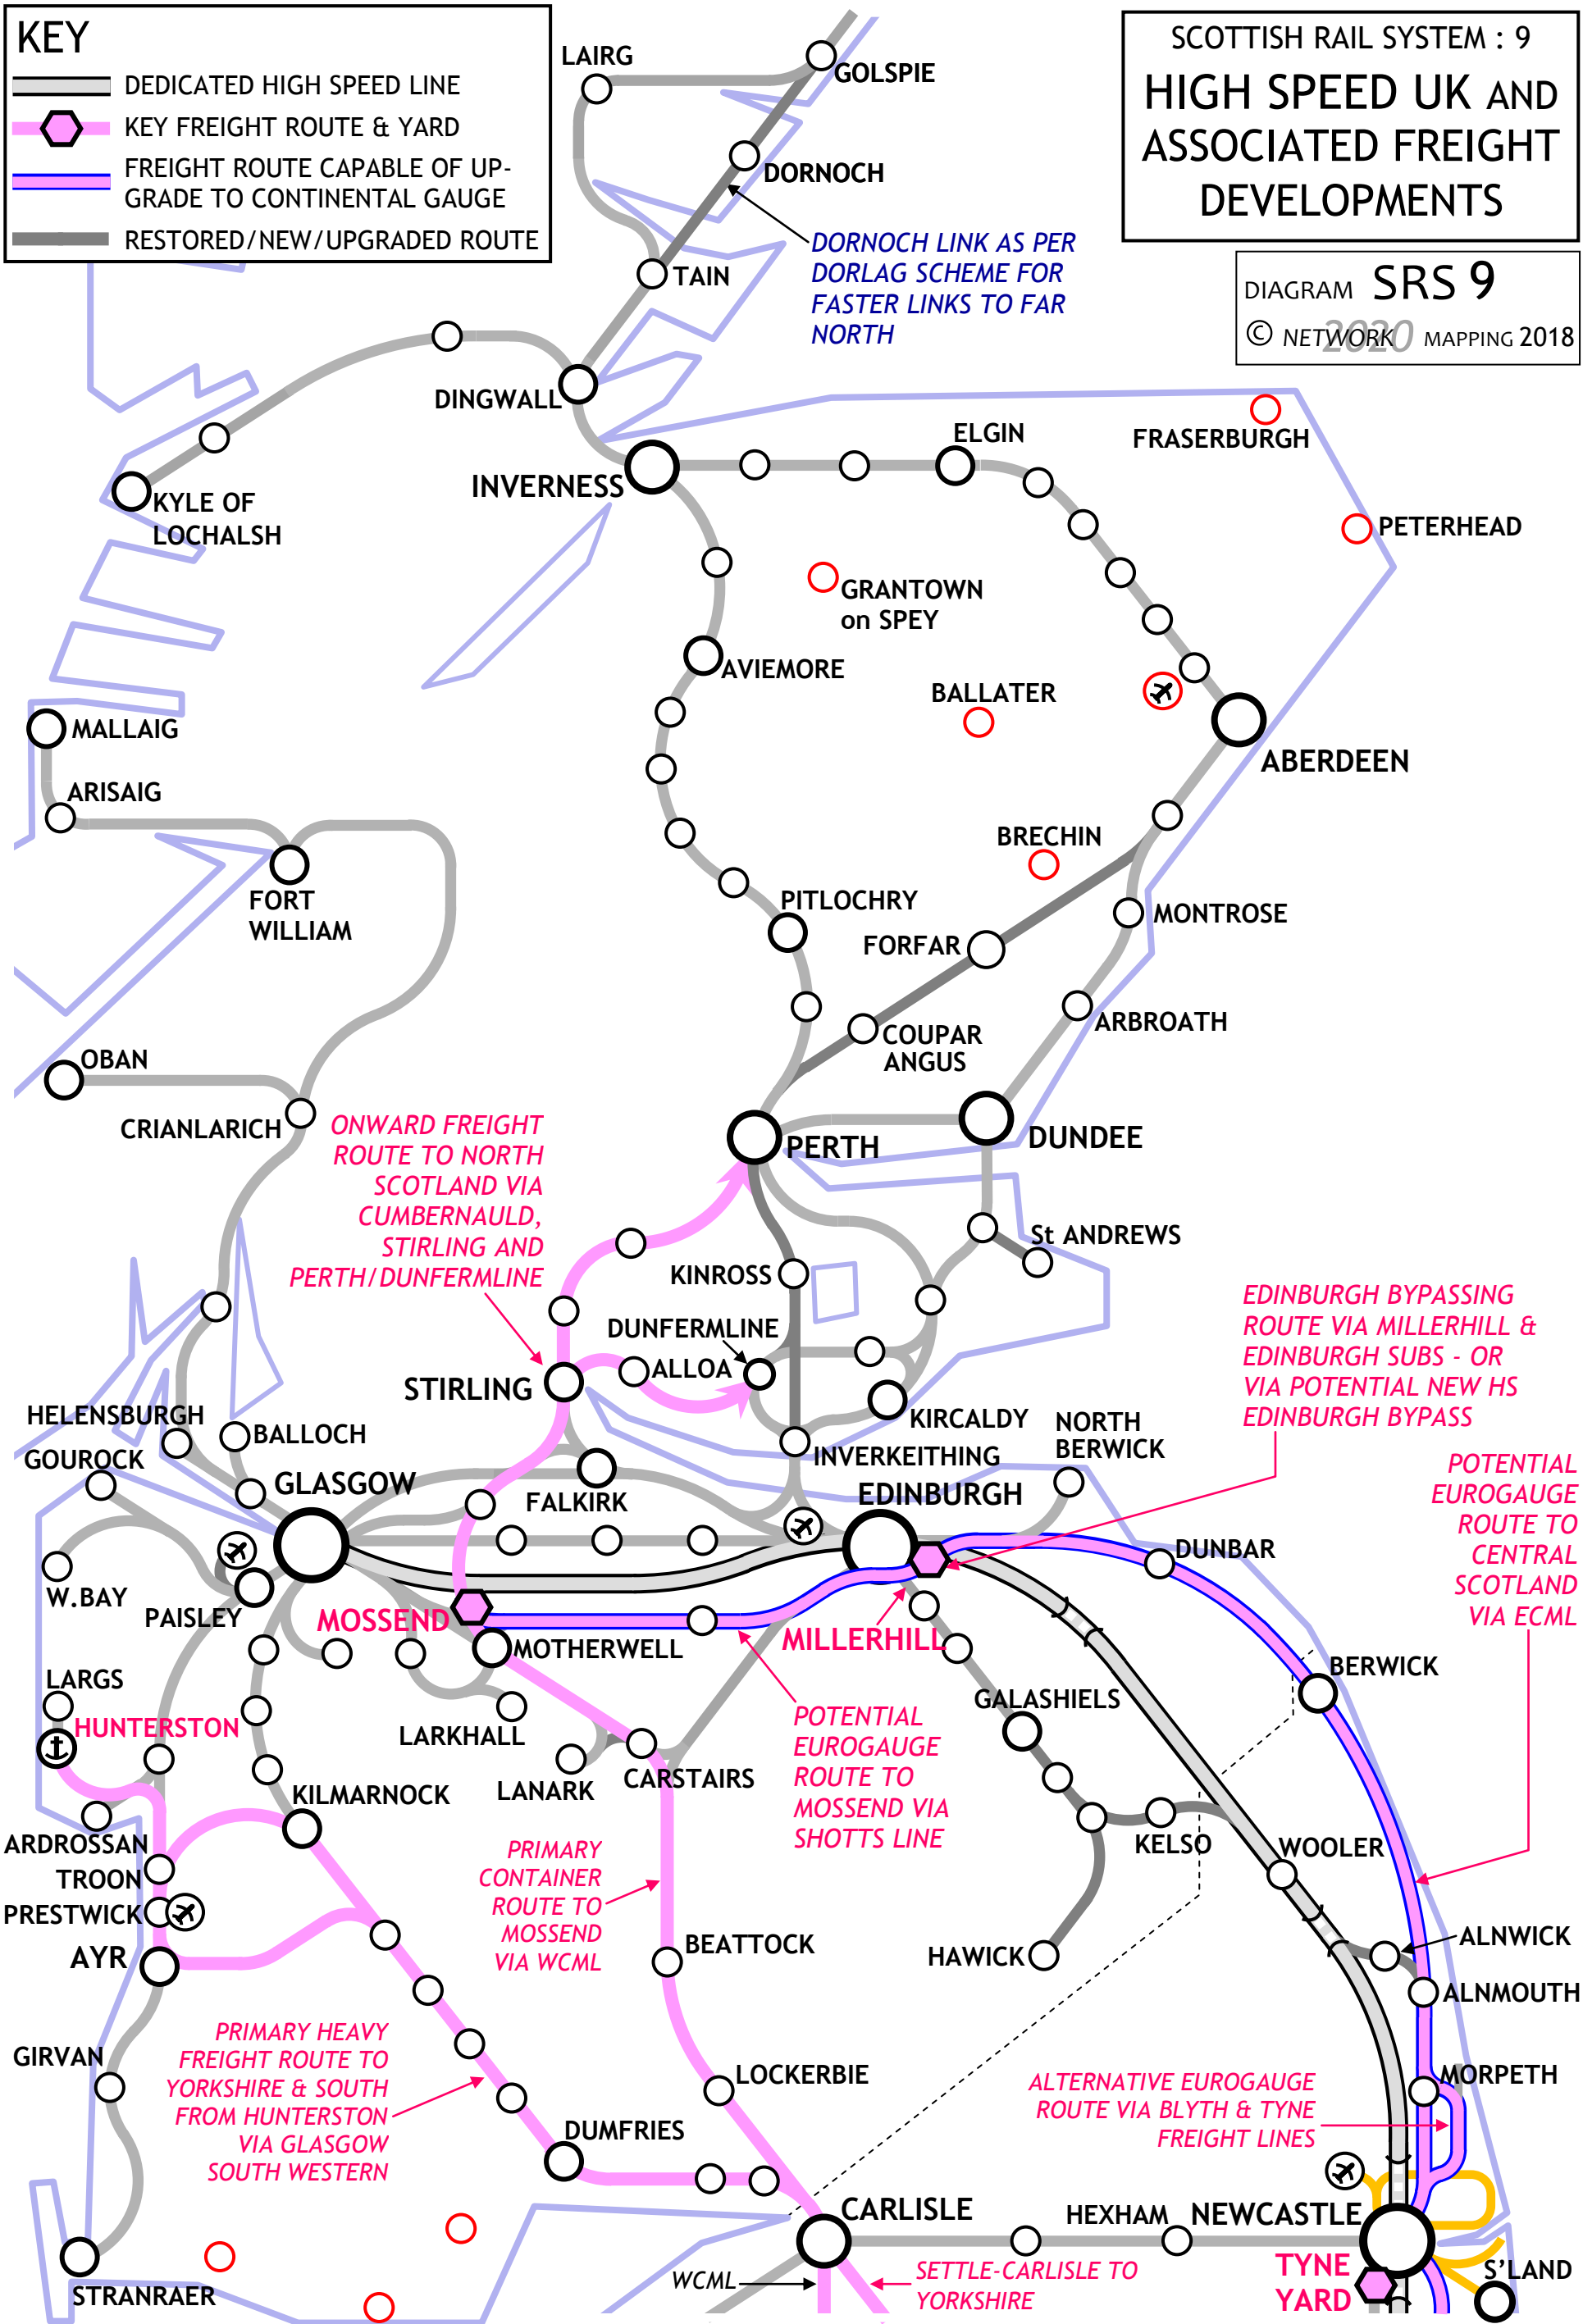 KEY
DEDICATED HIGH SPEED LINE
KEY FREIGHT ROUTE & YARD
FREIGHT ROUTE CAPABLE OF UP-
GRADE TO CONTINENTAL GAUGE
RESTORED/NEW/UPGRADED ROUTE
SCOTTISH RAIL SYSTEM : 9
HIGH SPEED UK AND
ASSOCIATED FREIGHT
DEVELOPMENTS
DIAGRAM SRS 9
© NETWORK 2020 MAPPING 2018
LAIRG
GOLSPIE
DORNOCH
TAIN
DORNOCH LINK AS PER
DORLAG SCHEME FOR
FASTER LINKS TO FAR
NORTH
DINGWALL
KYLE OF
LOCHALSH
INVERNESS
ELGIN
FRASERBURGH
PETERHEAD
GRANTOWN
on SPEY
AVIEMORE
BALLATER
ABERDEEN
MALLAIG
ARISAIG
FORT
WILLIAM
BRECHIN
PITLOCHRY
FORFAR
MONTROSE
COUPAR
ANGUS
ARBROATH
OBAN
CRIANLARICH
ONWARD FREIGHT
ROUTE TO NORTH
SCOTLAND VIA
CUMBERNAULD,
STIRLING AND
PERTH/DUNFERMLINE
PERTH
DUNDEE
St ANDREWS
KINROSS
DUNFERMLINE
ALLOA
STIRLING
KIRCALDY
INVERKEITHING
NORTH
BERWICK
EDINBURGH BYPASSING
ROUTE VIA MILLERHILL &
EDINBURGH SUBS - OR
VIA POTENTIAL NEW HS
EDINBURGH BYPASS
HELENSBURGH
GOUROCK
BALLOCH
GLASGOW
FALKIRK
EDINBURGH
POTENTIAL
EUROGAUGE
ROUTE TO
CENTRAL
SCOTLAND
VIA ECML
DUNBAR
W.BAY
PAISLEY
MOSSEND
MOTHERWELL
MILLERHILL
BERWICK
LARGS
HUNTERSTON
LARKHALL
LANARK
CARSTAIRS
GALASHIELS
POTENTIAL
EUROGAUGE
ROUTE TO
MOSSEND VIA
SHOTTS LINE
KILMARNOCK
ARDROSSAN
TROON
PRESTWICK
AYR
PRIMARY
CONTAINER
ROUTE TO
MOSSEND
VIA WCML
KELSO
WOOLER
HAWICK
BEATTOCK
ALNWICK
ALNMOUTH
GIRVAN
PRIMARY HEAVY
FREIGHT ROUTE TO
YORKSHIRE & SOUTH
FROM HUNTERSTON
VIA GLASGOW
SOUTH WESTERN
LOCKERBIE
MORPETH
ALTERNATIVE EUROGAUGE
ROUTE VIA BLYTH & TYNE
FREIGHT LINES
DUMFRIES
CARLISLE
HEXHAM
NEWCASTLE
STRANRAER
WCML
SETTLE-CARLISLE TO
YORKSHIRE
TYNE
YARD
S'LAND